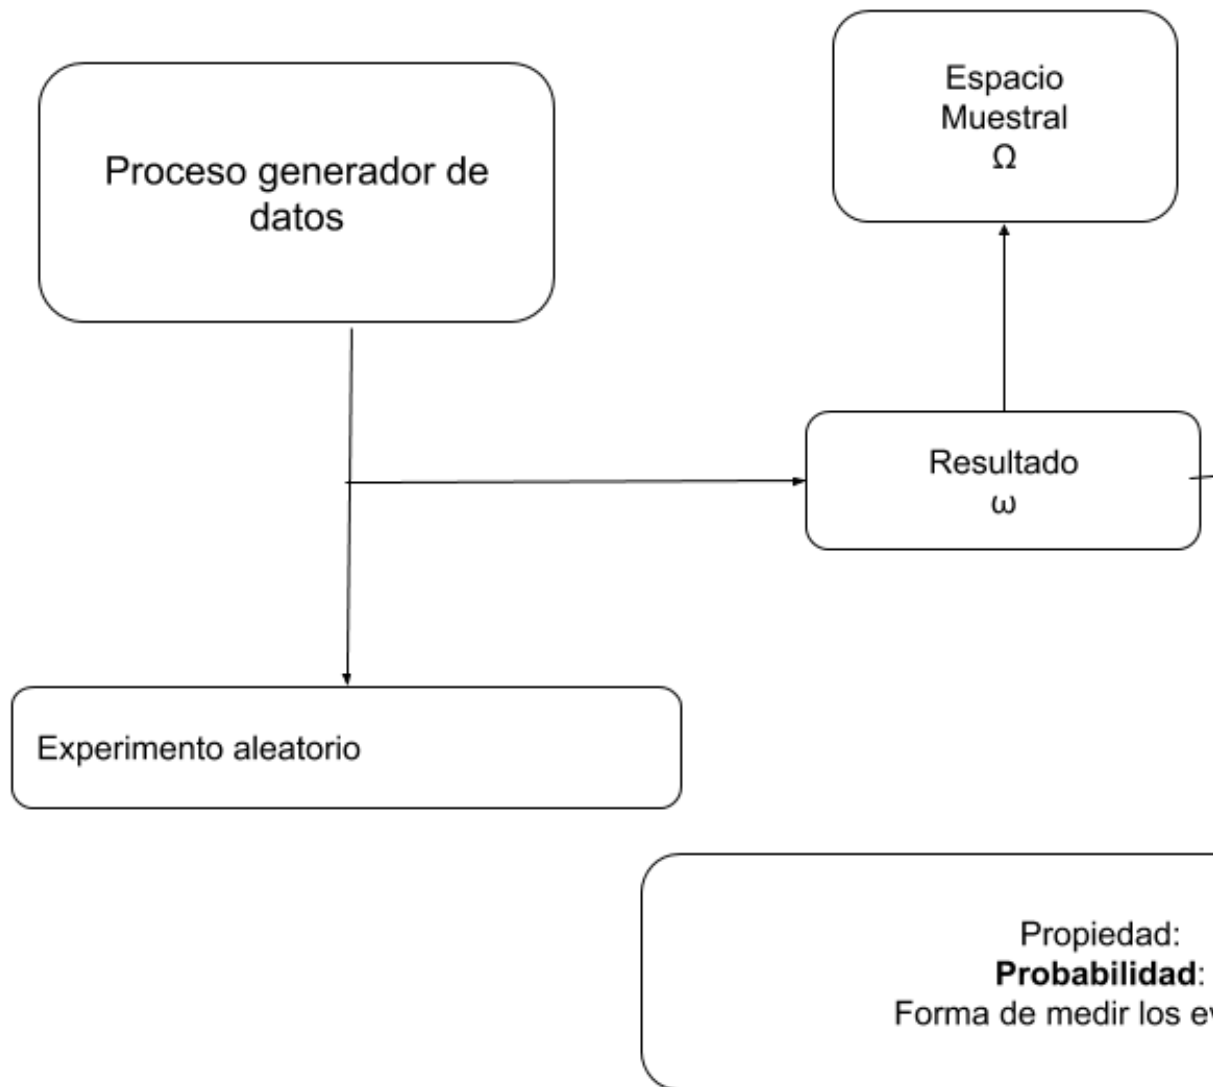 Proceso generador de
datos
Espacio
Muestral
Ω
Resultado
ω
Experimento aleatorio
Propiedad:
Probabilidad:
Forma de medir los